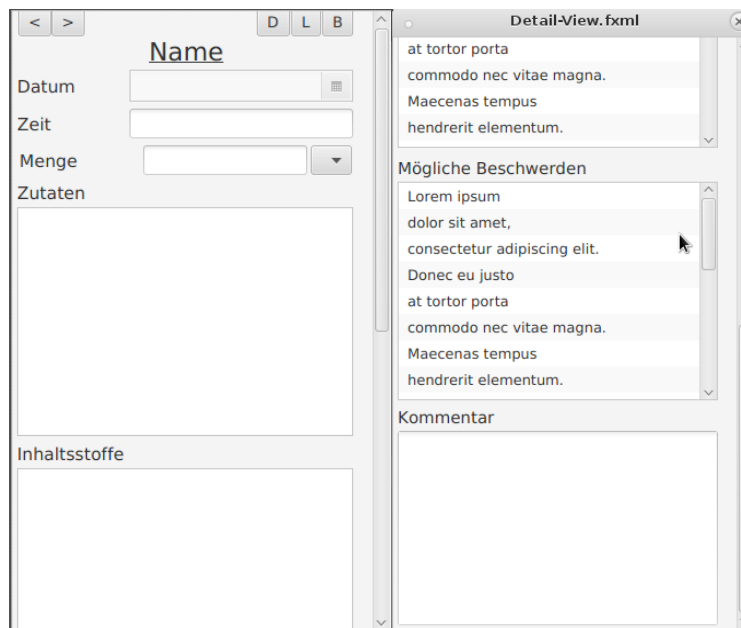 < > D L B
Name
Datum
Zeit
Menge
Zutaten
Inhaltsstoffe
Detail-View.fxml
at tortor porta
commodo nec vitae magna.
Maecenas tempus
hendrerit elementum.
Mögliche Beschwerden
Lorem ipsum
dolor sit amet,
consectetur adipiscing elit.
Donec eu justo
at tortor porta
commodo nec vitae magna.
Maecenas tempus
hendrerit elementum.
Kommentar